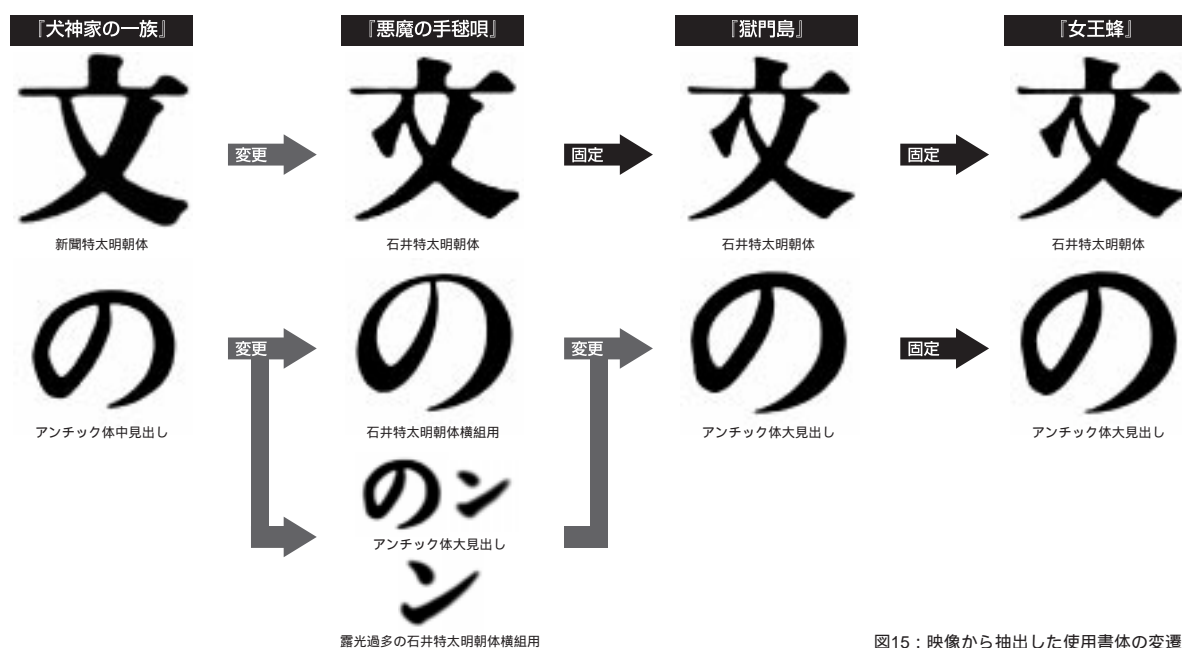 『犬神家の一族』
『悪魔の手毬唄』
『獄門島』
『女王蜂』
文
変更
文
固定
文
固定
文
新聞特太明朝体
石井特太明朝体
石井特太明朝体
石井特太明朝体
の
変更
の
変更
の
固定
の
アンチック体中見出し
石井特太明朝体横組用
アンチック体大見出し
アンチック体大見出し
のン
アンチック体大見出し
ン
露光過多の石井特太明朝体横組用
図15：映像から抽出した使用書体の変遷